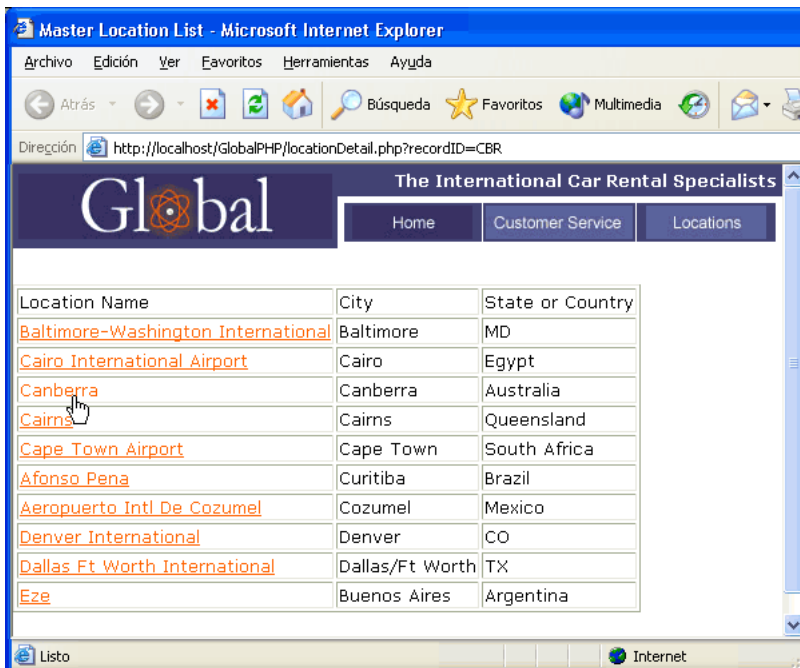 Master Location List - Microsoft Internet Explorer
Archivo Edición Ver Favoritos Herramientas Ayuda
Atrás Búsqueda Favoritos Multimedia
Dirección http://localhost/GlobalPHP/locationDetail.php?recordID=CBR
Global
The International Car Rental Specialists
Home Customer Service Locations
Location Name City State or Country
Baltimore-Washington International Baltimore MD
Cairo International Airport Cairo Egypt
Canberra Canberra Australia
Cairns Cairns Queensland
Cape Town Airport Cape Town South Africa
Afonso Pena Curitiba Brazil
Aeropuerto Intl De Cozumel Cozumel Mexico
Denver International Denver CO
Dallas Ft Worth International Dallas/Ft Worth TX
Eze Buenos Aires Argentina
Listo Internet